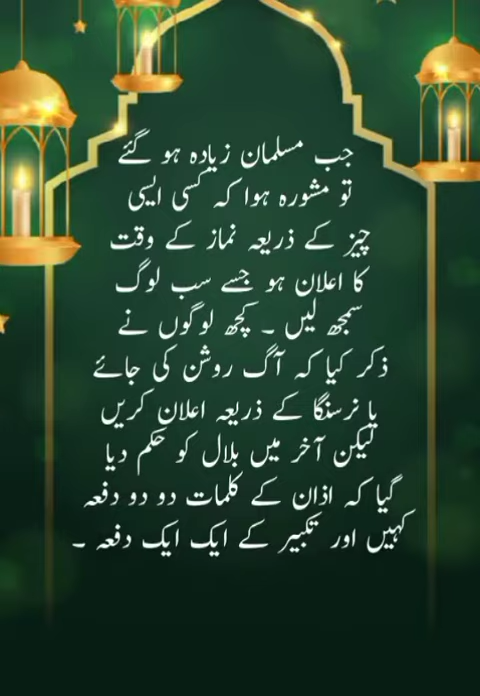 جب مسلمان زیادہ ہو گئے
تو مشورہ ہوا کہ کسی ایسی
چیز کے ذریعہ نماز کے وقت
کا اعلان ہو جسے سب لوگ
سمجھ لیں ۔ کچھ لوگوں نے
ذکر کیا کہ آگ روشن کی جائے
یا نرسنگا کے ذریعہ اعلان کریں
لیکن آخر میں بلال کو حکم دیا
گیا کہ اذان کے کلمات دو دو دفعہ
کہیں اور تکبیر کے ایک ایک دفعہ ۔